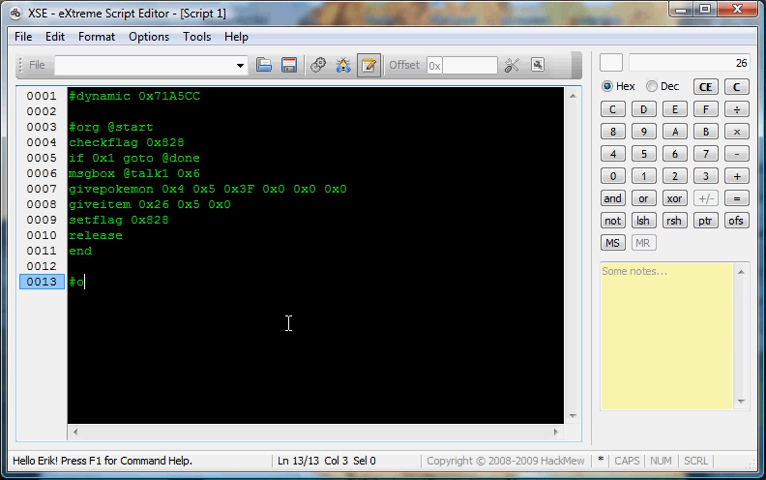 XSE - eXtreme Script Editor - [Script 1]
File Edit Format Options Tools Help
File Offset 0x
26
Hex Dec CE C
C D E F ÷
8 9 A B ×
4 5 6 7 -
0 1 2 3 +
and or xor +/- =
not lsh rsh ptr ofs
MS MR
Some notes...
0001 #dynamic 0x71A5CC
0002
0003 #org @start
0004 checkflag 0x828
0005 if 0x1 goto @done
0006 msgbox @talk1 0x6
0007 givepokemon 0x4 0x5 0x3F 0x0 0x0 0x0
0008 giveitem 0x26 0x5 0x0
0009 setflag 0x828
0010 release
0011 end
0012
0013 #o
Hello Erik! Press F1 for Command Help. Ln 13/13 Col 3 Sel 0 Copyright © 2008-2009 HackMew * CAPS NUM SCRL